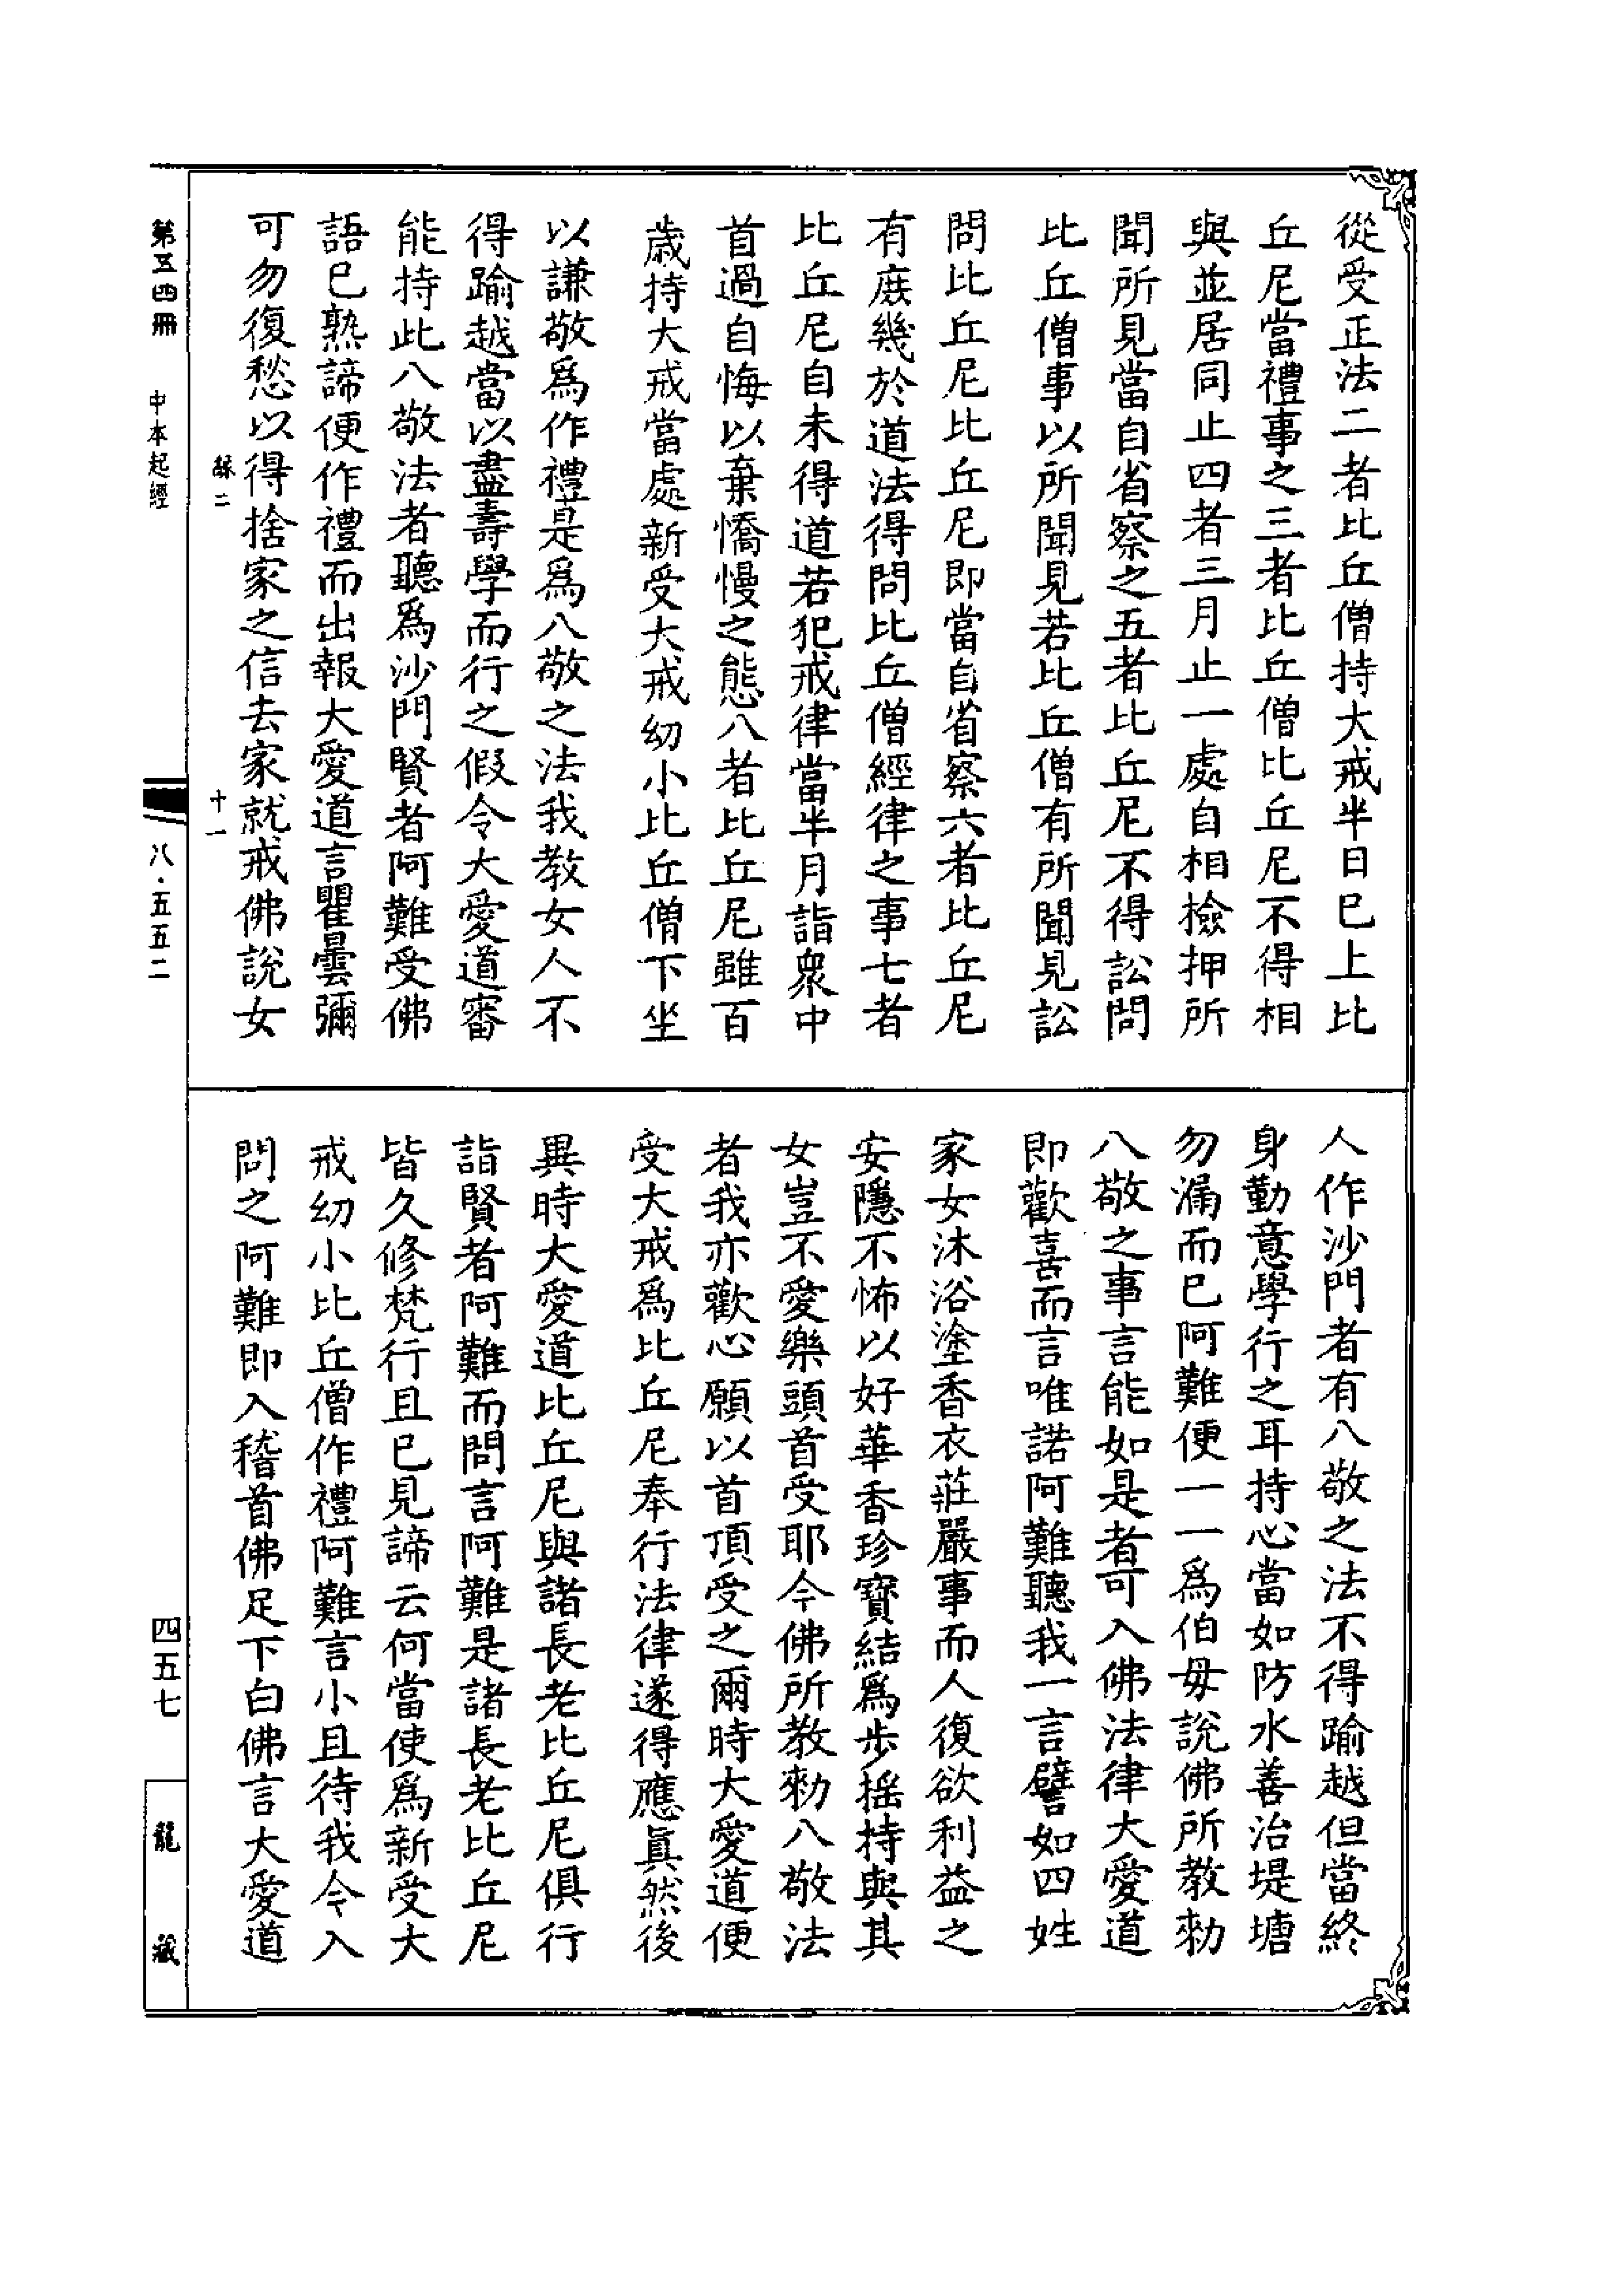 從受正法二者比丘僧持大戒半日已上比
丘尼當禮事之三者比丘僧比丘尼不得相
與並居同止四者三月止一處自相撿押所
聞所見當自省察之五者比丘尼不得訟問
比丘僧事以所聞見若比丘僧有所聞見訟
問比丘尼比丘尼即當自省察六者比丘尼
有庶幾於道法得問比丘僧經律之事七者
比丘尼自未得道若犯戒律當半月詣衆中
首過自悔以棄憍慢之態八者比丘尼雖百
歲持大戒當處新受大戒幼小比丘僧下坐
以謙敬爲作禮是爲八敬之法我教女人不
得踰越當以盡壽學而行之假令大愛道審
能持此八敬法者聽爲沙門賢者阿難受佛
語已熟諦便作禮而出報大愛道言瞿曇彌
可勿復愁以得捨家之信去家就戒佛說女
人作沙門者有八敬之法不得踰越但當終
身勤意學行之耳持心當如防水善治堤塘
勿漏而已阿難便一一爲伯母說佛所教勑
八敬之事言能如是者可入佛法律大愛道
即歡喜而言唯諾阿難聽我一言譬如四姓
家女沐浴塗香衣莊嚴事而人復欲利益之
安隱不怖以好華香珍寶結爲步搖持與其
女豈不愛樂頭首受耶今佛所教勑八敬法
者我亦歡心願以首頂受之爾時大愛道便
受大戒爲比丘尼奉行法律遂得應眞然後
異時大愛道比丘尼與諸長老比丘尼俱行
詣賢者阿難而問言阿難是諸長老比丘尼
皆久修梵行且已見諦云何當使爲新受大
戒幼小比丘僧作禮阿難言小且待我今入
問之阿難即入稽首佛足下白佛言大愛道
穌二
十一
第五四冊
中本起經
八·五五二
四五七
龍藏